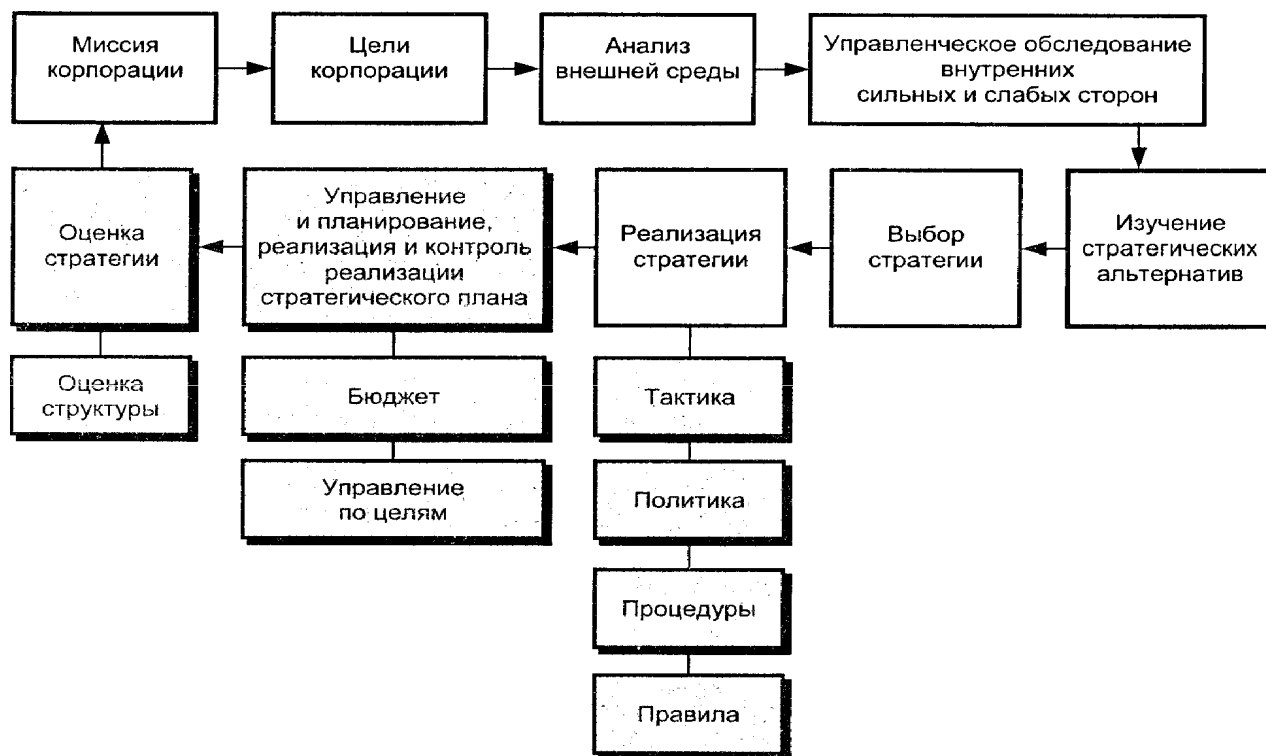 Миссия
корпорации
Цели
корпорации
Анализ
внешней среды
Управленческое обследование
внутренних
сильных и слабых сторон
Оценка
стратегии
Управление
и планирование,
реализация и контроль
реализации
стратегического плана
Реализация
стратегии
Выбор
стратегии
Изучение
стратегических
альтернатив
Оценка
структуры
Бюджет
Тактика
Управление
по целям
Политика
Процедуры
Правила